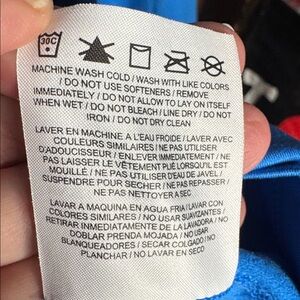 30C
MACHINE WASH COLD / WASH WITH LIKE COLORS
/ DO NOT USE SOFTENERS / REMOVE
IMMEDIATELY / DO NOT ALLOW TO LAY ON ITSELF
WHEN WET / DO NOT BLEACH / LINE DRY / DO NOT
IRON / DO NOT DRY CLEAN
LAVER EN MACHINE A L'EAU FROIDE / LAVER AVEC
COULEURS SIMILAIRES / NE PAS UTILISER
D'ADOUCISSEUR / ENLEVER IMMEDIATEMENT / NE
PAS LAISSER LE VÊTEMENT PLIÉ LORSQU'IL EST
MOUILLÉ / NE PAS UTILISER D'EAU DE JAVEL /
SUSPENDRE POUR SECHER / NE PAS REPASSER /
NE PAS NETTOYER A SEC
LAVAR A MAQUINA EN AGUA FRIA / LAVAR CON
COLORES SIMILARES / NO USAR SUAVIZANTES /
RETIRAR IMMEDIATAMENTE DE LA LAVADORA / NO
DOBLAR PRENDA MOJADA / NO USAR
BLANQUEADORES / SECAR COLGADO / NO
PLANCHAR / NO LAVAR EN SECO